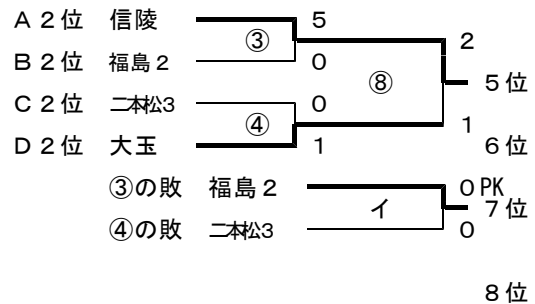 A２位 信陵 5
③ 2
B２位 福島２ 0
⑧ 5位
C２位 二本松3 0
④ 1
D２位 大玉 1 6位
③の敗 福島２ 0 PK
イ 7位
④の敗 二本松3 0
8位